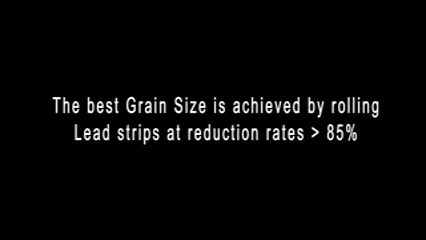 The best Grain Size is achieved by rolling
Lead strips at reduction rates > 85%